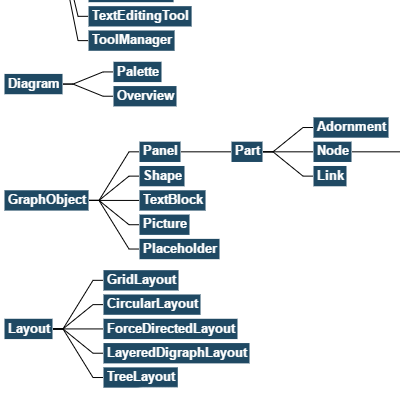 TextEditingTool
ToolManager
Diagram
Palette
Overview
GraphObject
Panel
Part
Adornment
Node
Link
Shape
TextBlock
Picture
Placeholder
Layout
GridLayout
CircularLayout
ForceDirectedLayout
LayeredDigraphLayout
TreeLayout